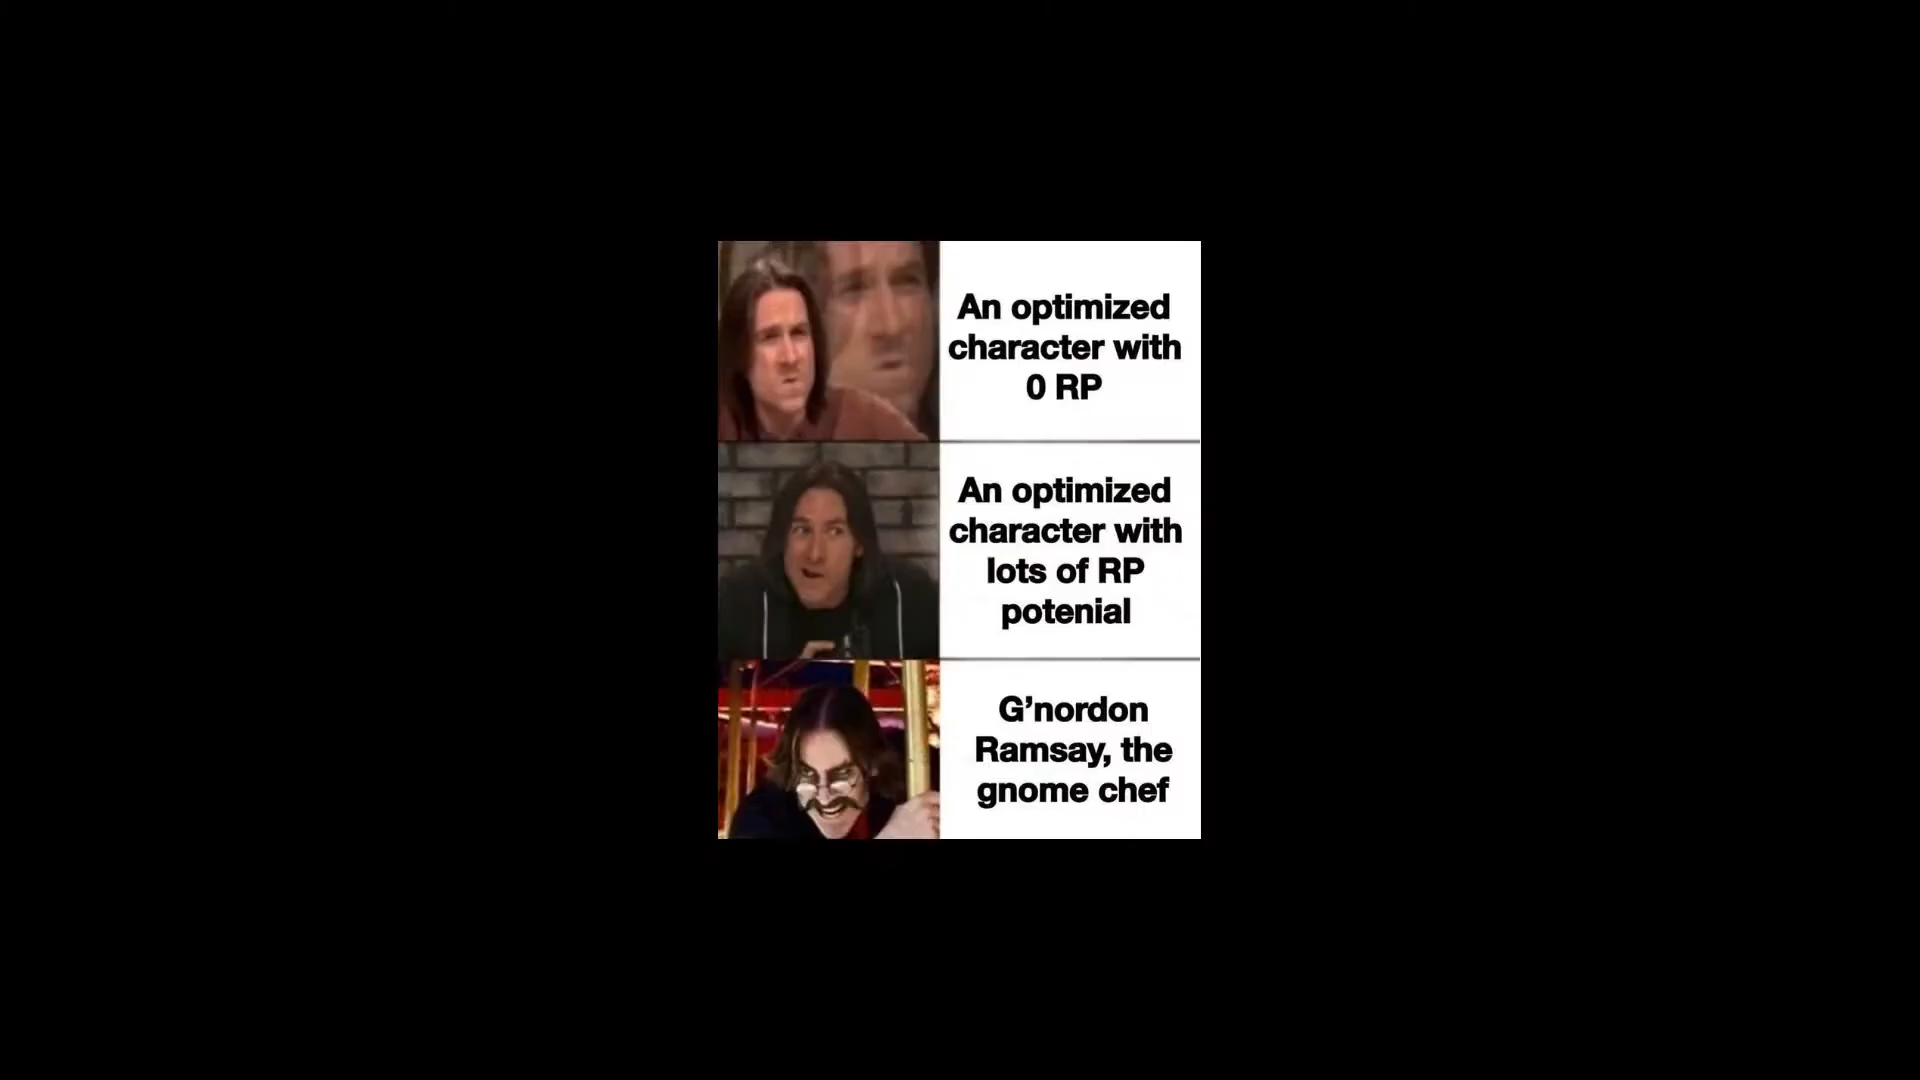 An optimized
character with
0 RP
An optimized
character with
lots of RP
potenial
G’nordon
Ramsay, the
gnome chef